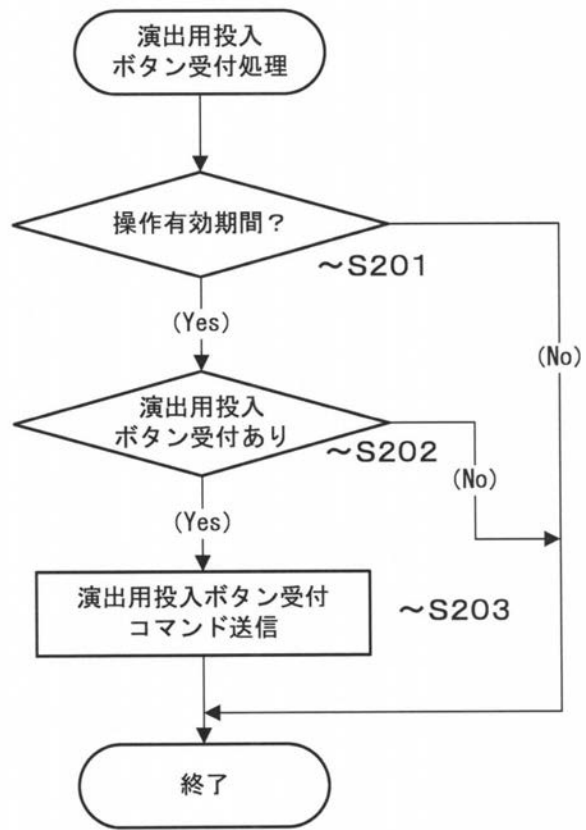 演出用投入
ボタン受付処理
操作有効期間?
～S201
(Yes)
(No)
演出用投入
ボタン受付あり
～S202
(No)
(Yes)
演出用投入ボタン受付
コマンド送信
～S203
終了